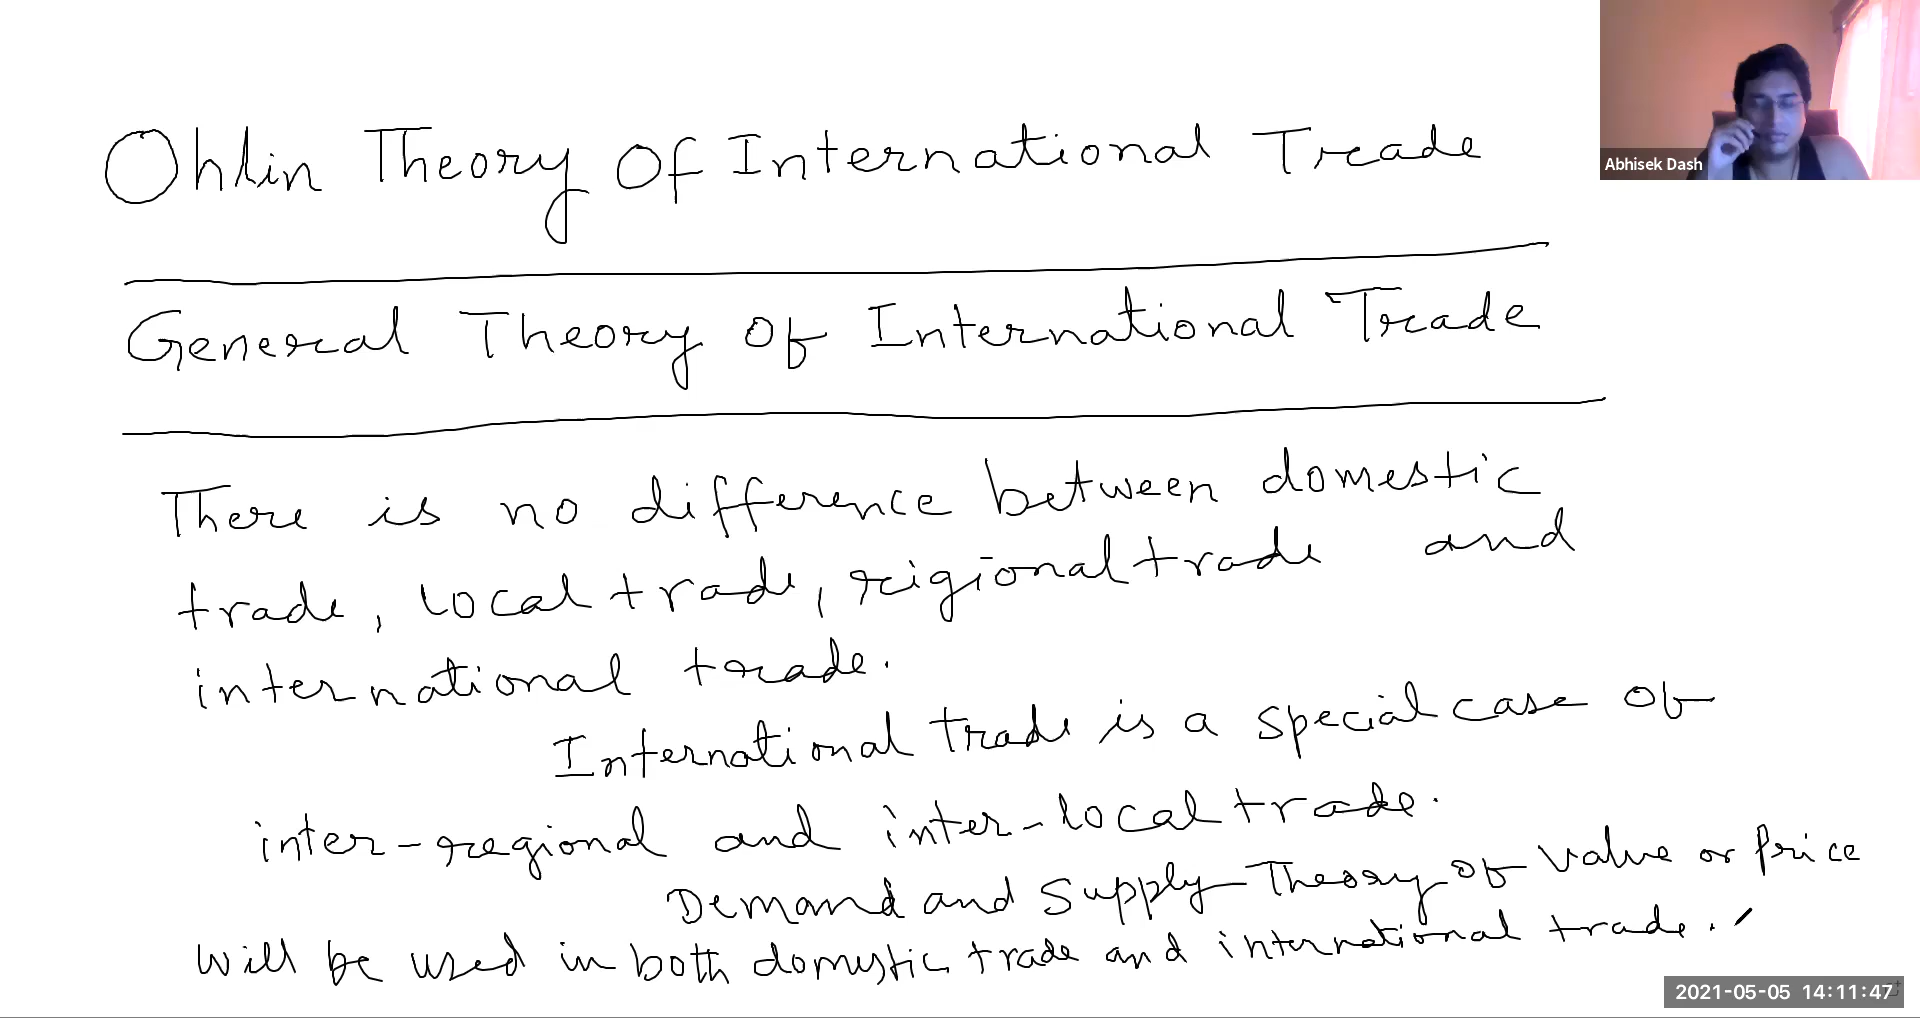 Ohlin Theory Of International Trade
Abhisek Dash
General Theory of International Trade
There is no difference between domestic
trade, local trade, rigional trade and
international trade.
International trade is a special case of
inter-regional and inter-local trade.
Demand and Supply Theory of value or price
will be used in both domestic trade and international trade.
2021-05-05 14:11:47